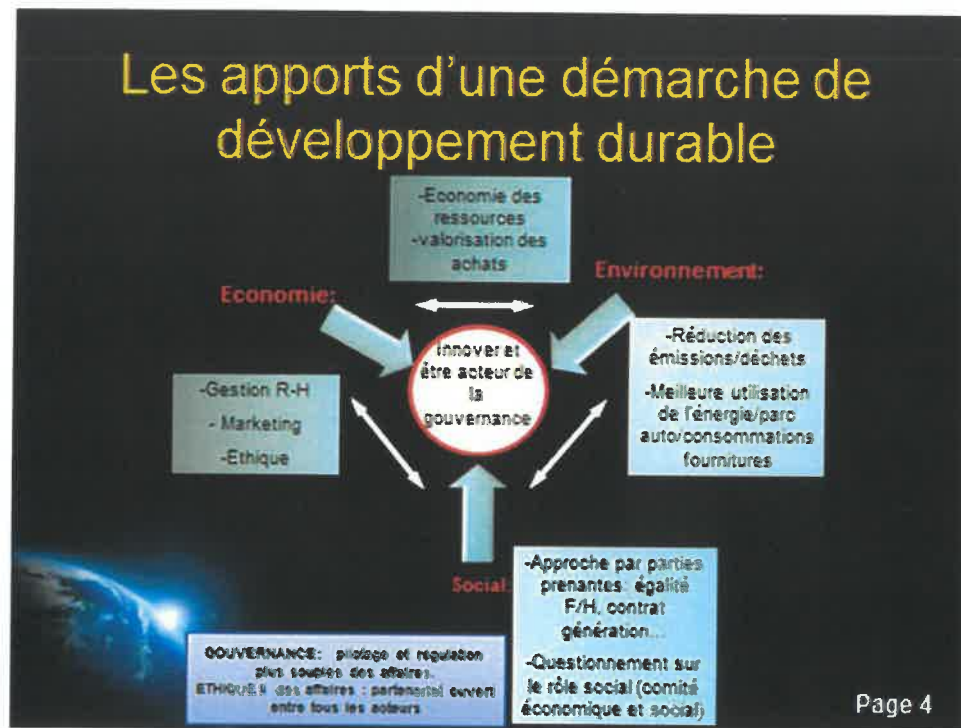 Les apports d'une démarche de
développement durable
-Economie des
ressources
-valorisation des
achats
Environnement:
Economie:
Innover et
être acteur de
la
gouvernance
-Réduction des
émissions/déchets
-Meilleure utilisation
de l'énergie/parc
auto/consommations
fournitures
-Gestion R-H
- Marketing
-Ethique
Social:
-Approche par parties
prenantes: égalité
F/H, contrat
génération...
-Questionnement sur
le rôle social (comité
économique et social)
GOUVERNANCE: pilotage et régulation
plus souples des affaires.
ETHIQUE des affaires : partenariat ouvert
entre tous les acteurs
Page 4